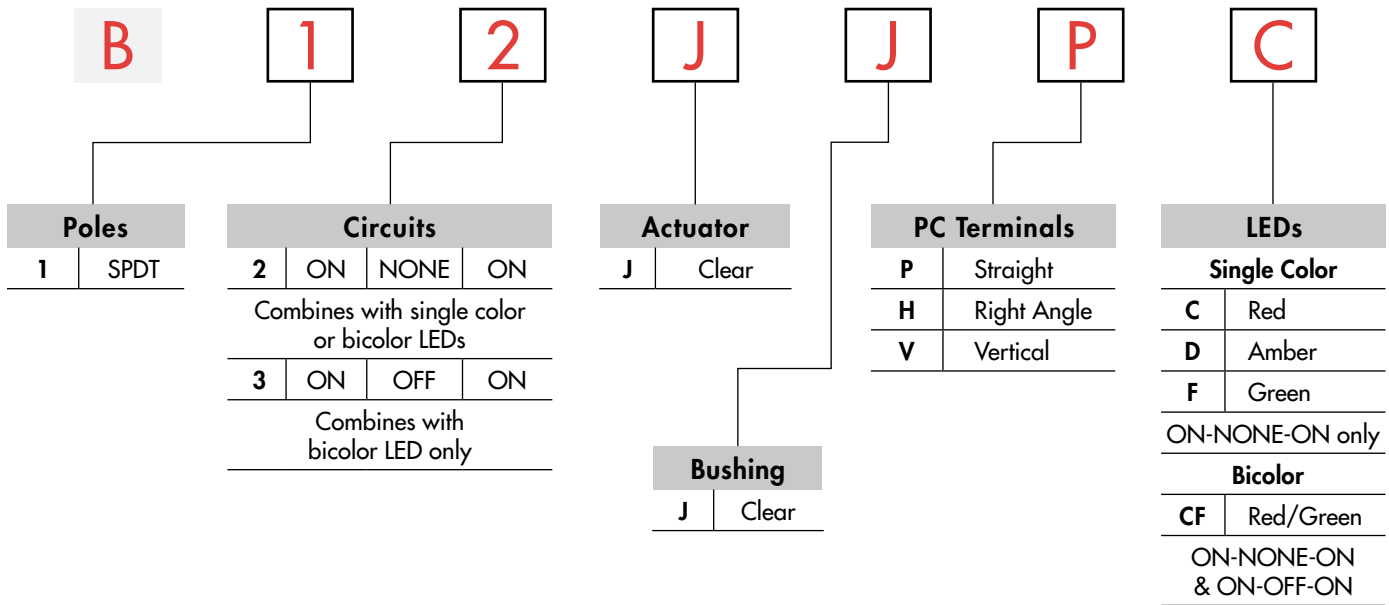 B 1 2 J J P C
Poles
1 SPDT
Circuits
2 ON NONE ON
Combines with single color
or bicolor LEDs
3 ON OFF ON
Combines with
bicolor LED only
Actuator
J Clear
Bushing
J Clear
PC Terminals
P Straight
H Right Angle
V Vertical
LEDs
Single Color
C Red
D Amber
F Green
ON-NONE-ON only
Bicolor
CF Red/Green
ON-NONE-ON
& ON-OFF-ON